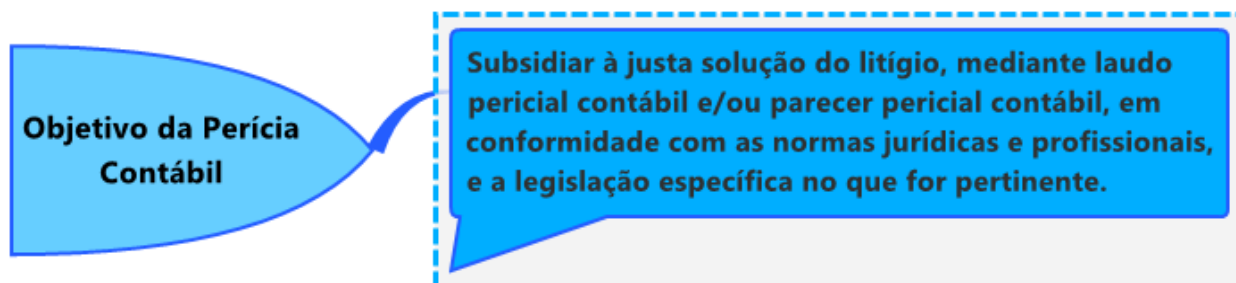 Objetivo da Perícia
Contábil
Subsidiar à justa solução do litígio, mediante laudo
pericial contábil e/ou parecer pericial contábil, em
conformidade com as normas jurídicas e profissionais,
e a legislação específica no que for pertinente.